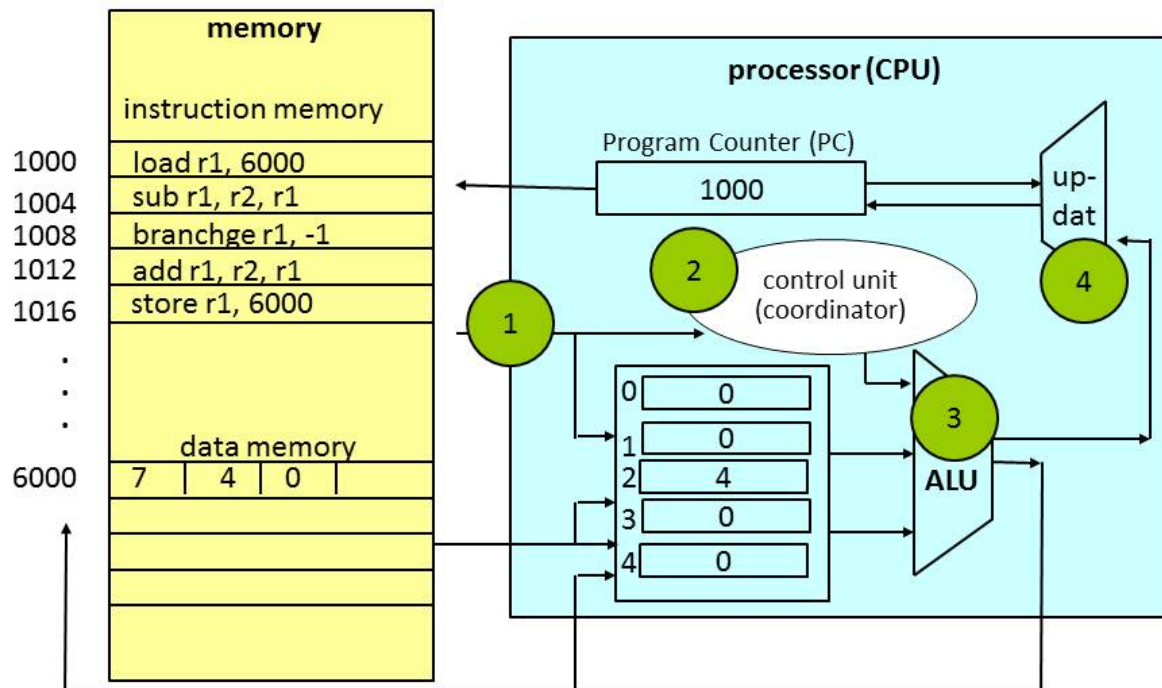 memory
instruction memory
1000 load r1, 6000
1004 sub r1, r2, r1
1008 branchge r1, -1
1012 add r1, r2, r1
1016 store r1, 6000
.
.
.
data memory
6000 7 4 0
processor (CPU)
Program Counter (PC)
1000
up-
dat
4
2
control unit
(coordinator)
1
0 0
1 0
2 4
3 0
4 0
3
ALU